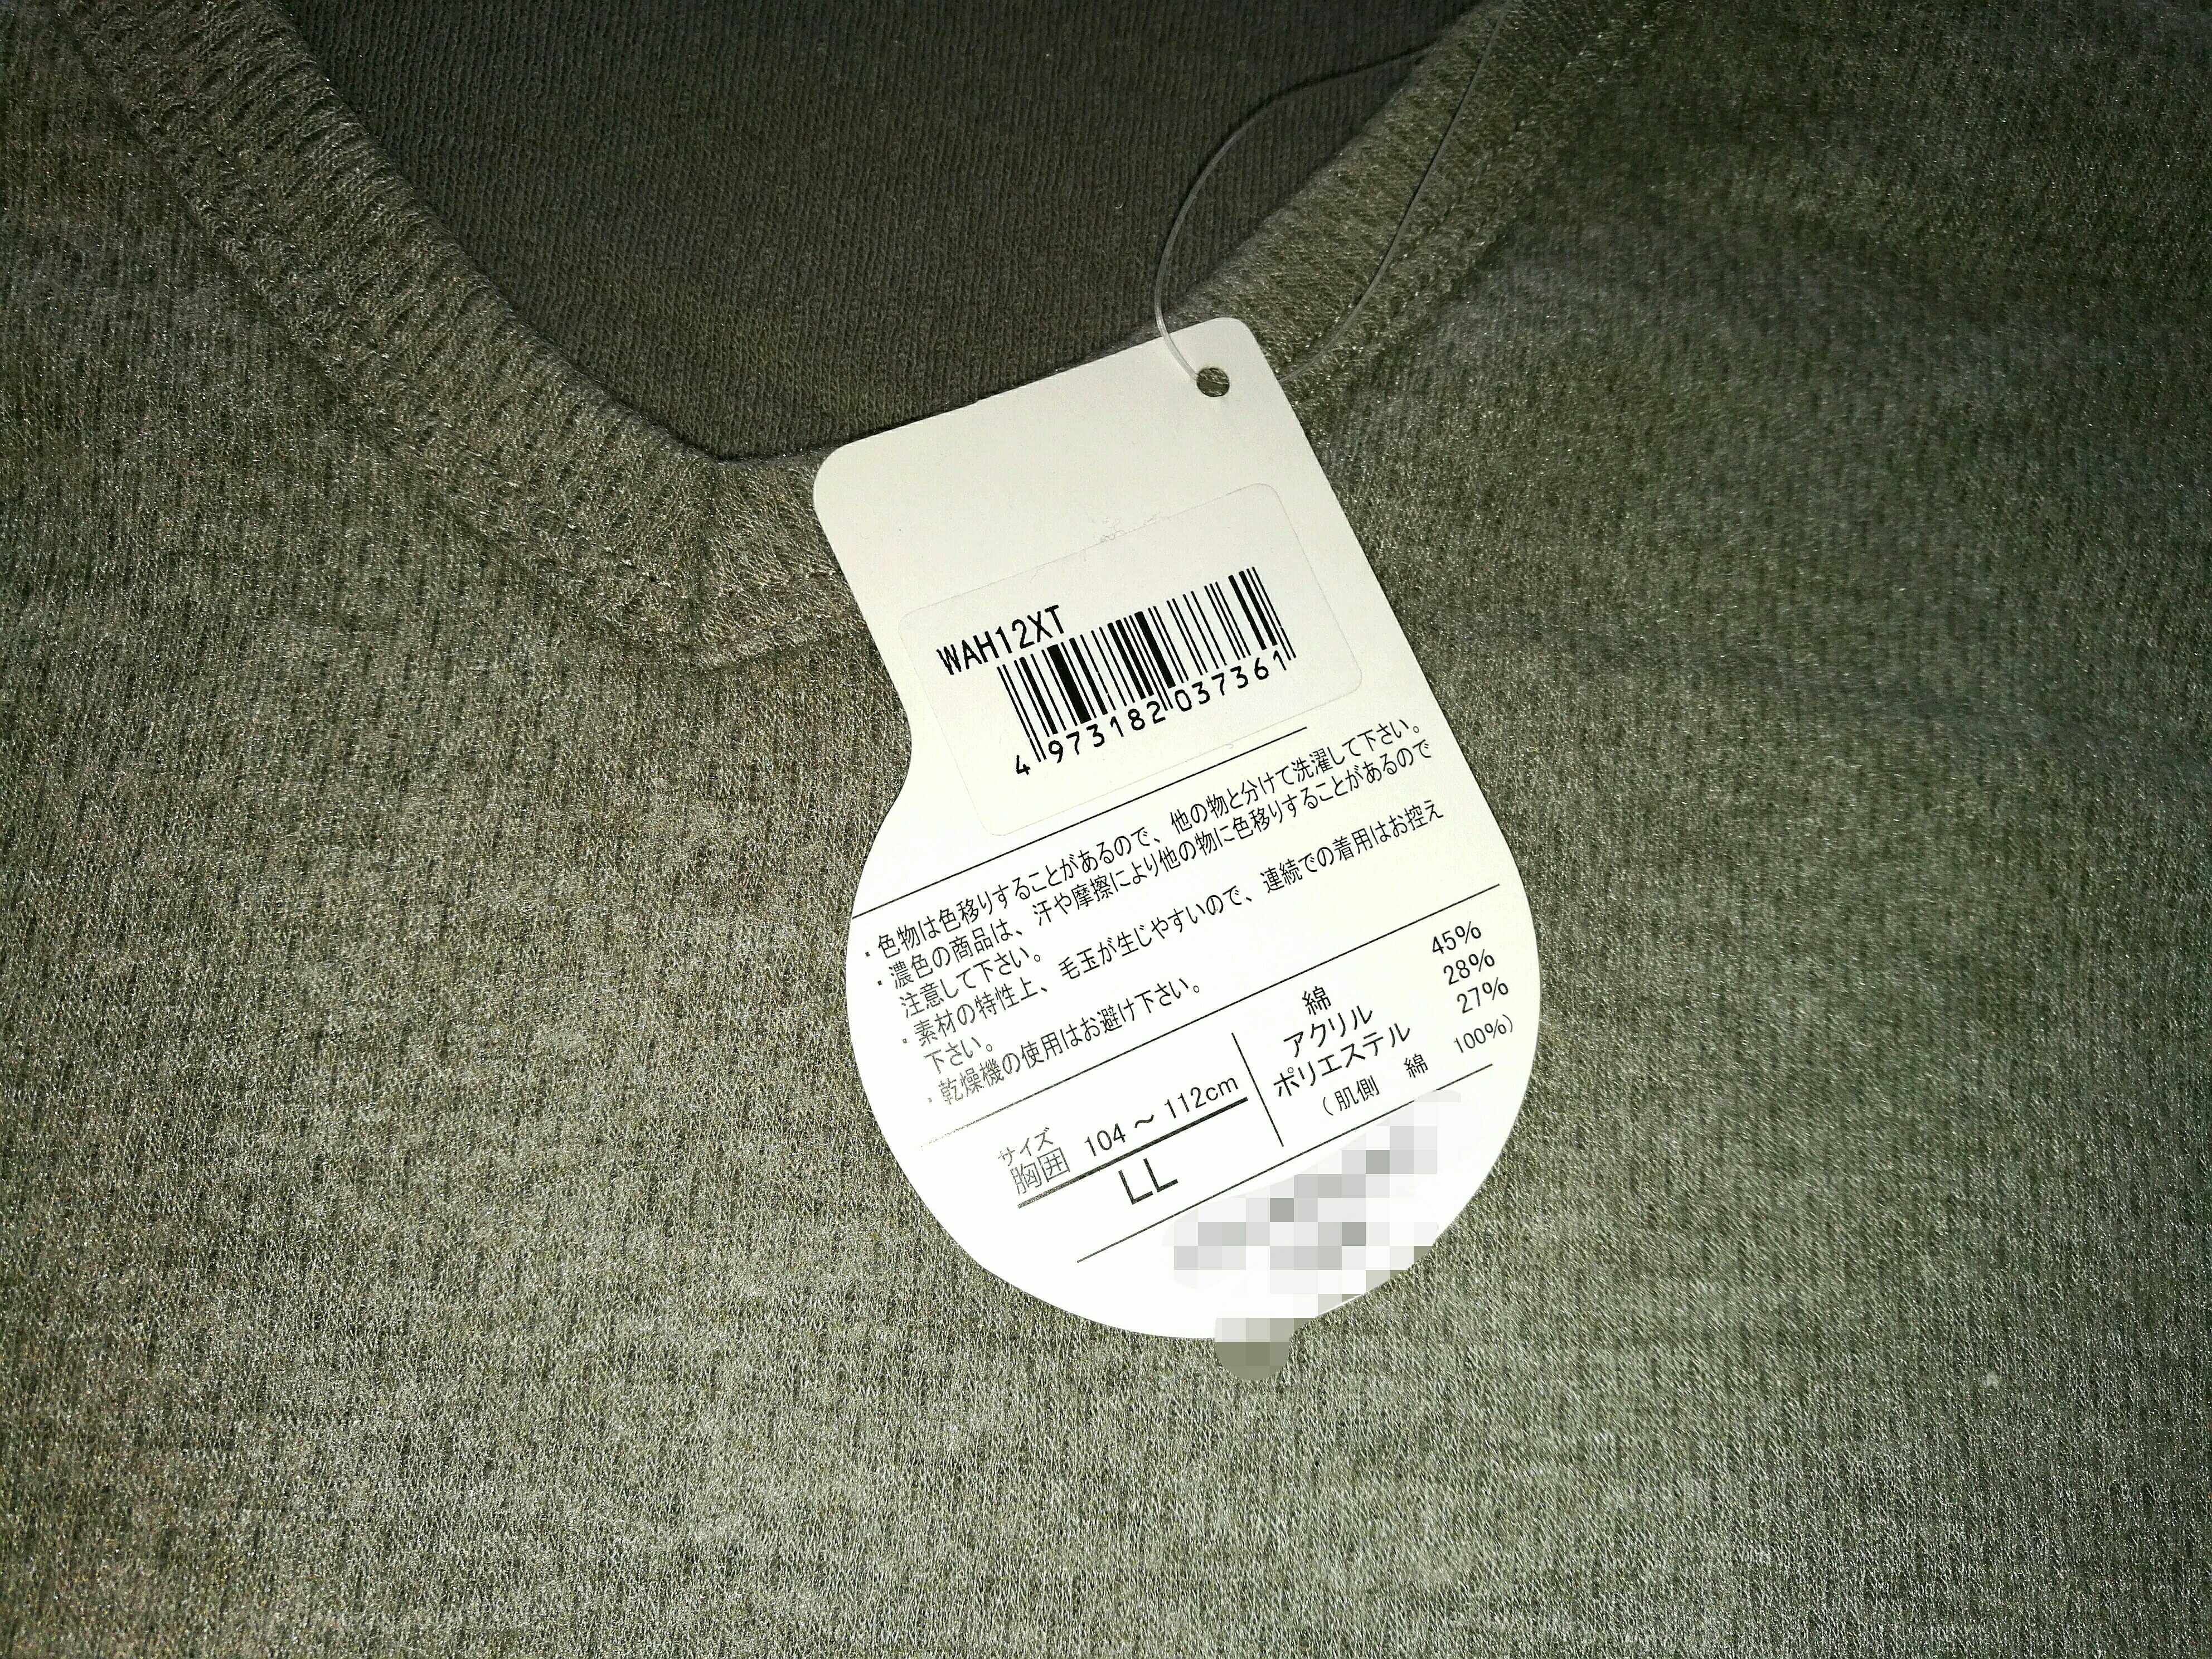 WAH12XT
4 973182 037361
・色物は色移りすることがあるので、他の物と分けて洗濯して下さい。
・濃色の商品は、汗や摩擦により他の物に色移りすることがあるので
注意して下さい。
・素材の特性上、毛玉が生じやすいので、連続での着用はお控え
下さい。
・乾燥機の使用はお避け下さい。
サイズ
胸囲 104～112cm
LL
綿 45%
アクリル 28%
ポリエステル 27%
（肌側 綿 100%）